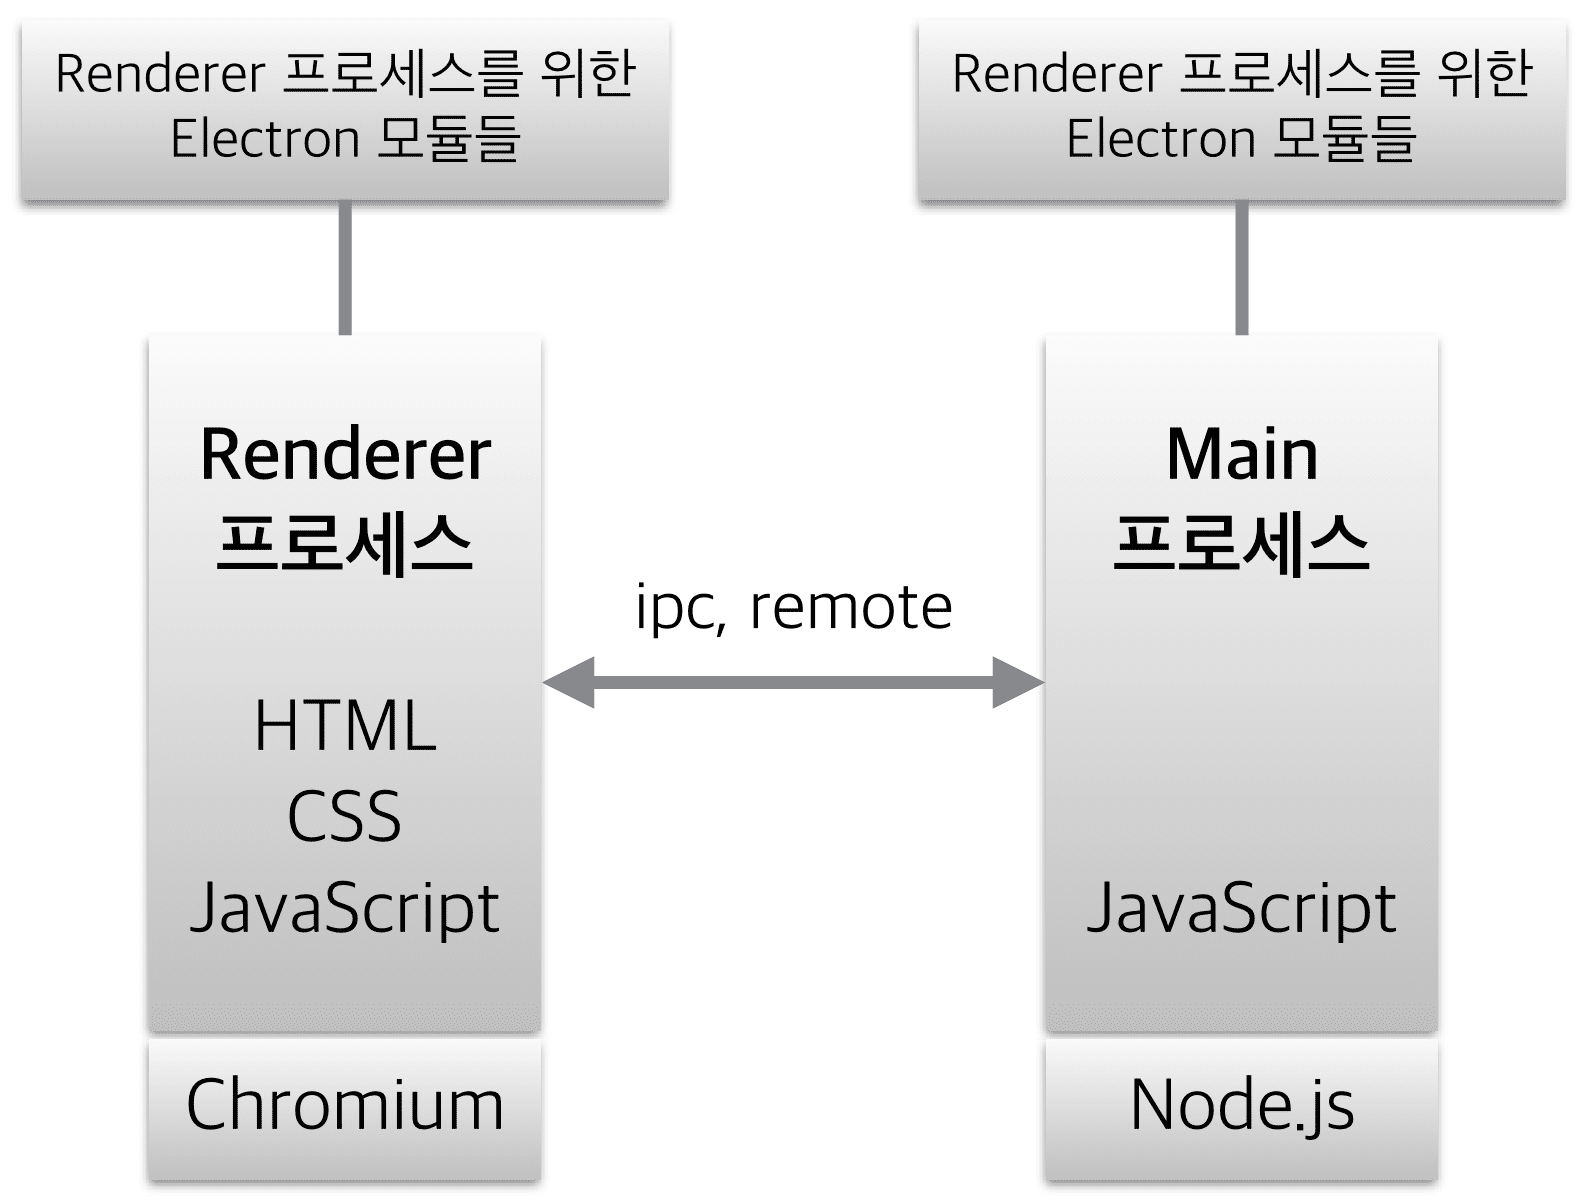 Renderer 프로세스를 위한
Electron 모듈들
Renderer 프로세스를 위한
Electron 모듈들
Renderer
프로세스
HTML
CSS
JavaScript
Chromium
ipc, remote
Main
프로세스
JavaScript
Node.js